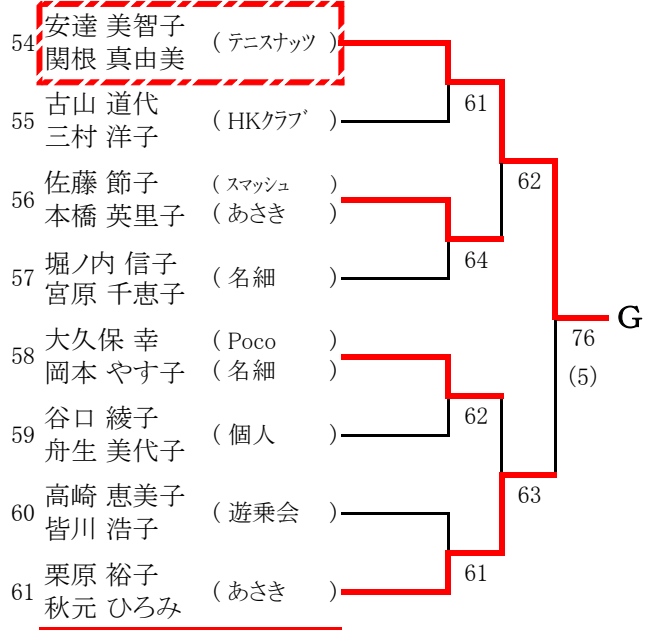 54 安達 美智子 ( テニスナッツ )
関根 真由美
61
55 古山 道代 ( HKクラブ )
三村 洋子
62
56 佐藤 節子 ( スマッシュ )
本橋 英里子 ( あさき )
64
57 堀ノ内 信子 ( 名細 )
宮原 千恵子
G
76
(5)
58 大久保 幸 ( Poco )
岡本 やす子 ( 名細 )
62
59 谷口 綾子 ( 個人 )
舟生 美代子
63
60 高崎 恵美子 ( 遊乗会 )
皆川 浩子
61
61 栗原 裕子 ( あさき )
秋元 ひろみ